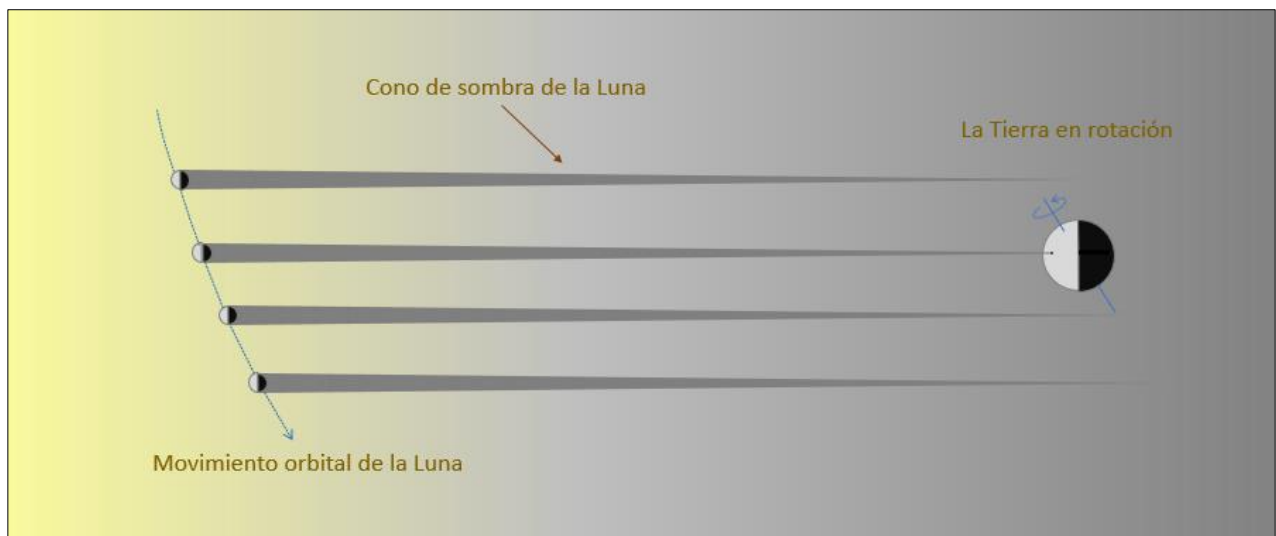 Cono de sombra de la Luna
La Tierra en rotación
Movimiento orbital de la Luna